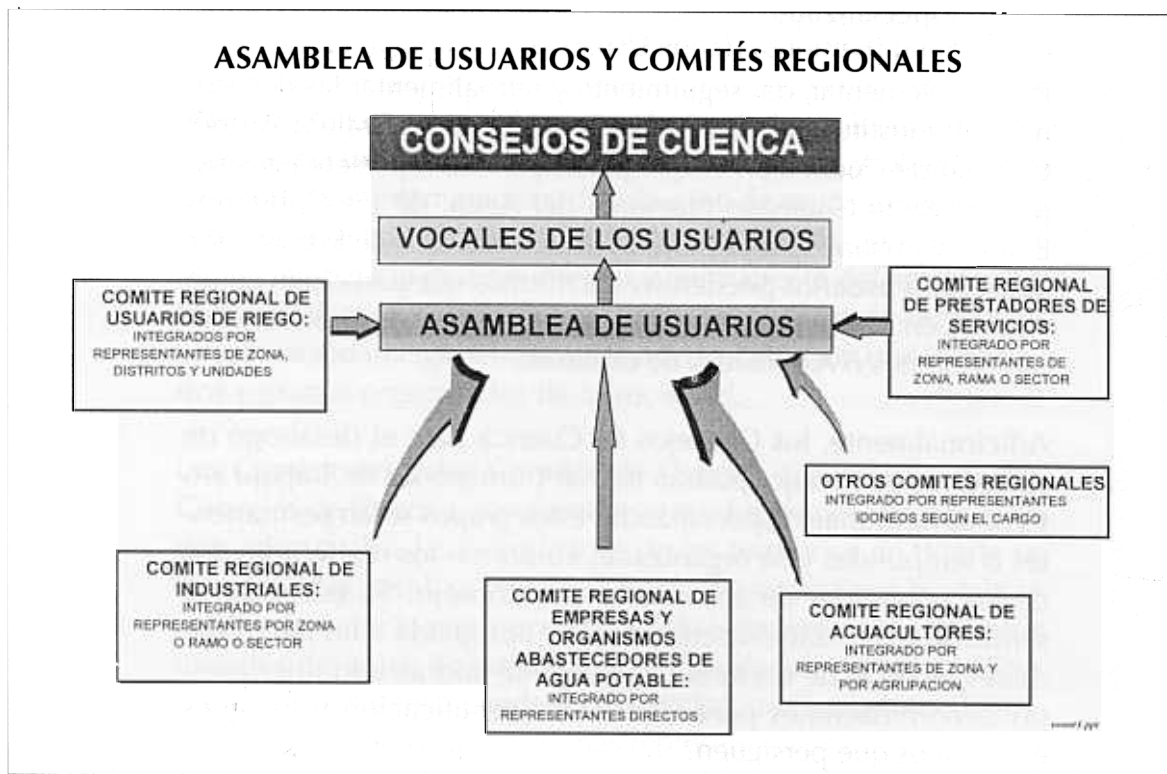 ASAMBLEA DE USUARIOS Y COMITÉS REGIONALES
CONSEJOS DE CUENCA
VOCALES DE LOS USUARIOS
ASAMBLEA DE USUARIOS
COMITE REGIONAL DE
USUARIOS DE RIEGO:
INTEGRADOS POR
REPRESENTANTES DE ZONA,
DISTRITOS Y UNIDADES
COMITE REGIONAL
DE PRESTADORES DE
SERVICIOS:
INTEGRADO POR
REPRESENTANTES DE
ZONA, RAMA O SECTOR
OTROS COMITES REGIONALES
INTEGRADO POR REPRESENTANTES
IDONEOS SEGUN EL CARGO
COMITE REGIONAL DE
INDUSTRIALES:
INTEGRADO POR
REPRESENTANTES POR ZONA
O RAMO O SECTOR
COMITE REGIONAL DE
EMPRESAS Y
ORGANISMOS
ABASTECEDORES DE
AGUA POTABLE:
INTEGRADO POR
REPRESENTANTES DIRECTOS
COMITE REGIONAL DE
ACUACULTORES:
INTEGRADO POR
REPRESENTANTES DE ZONA Y
POR AGRUPACION